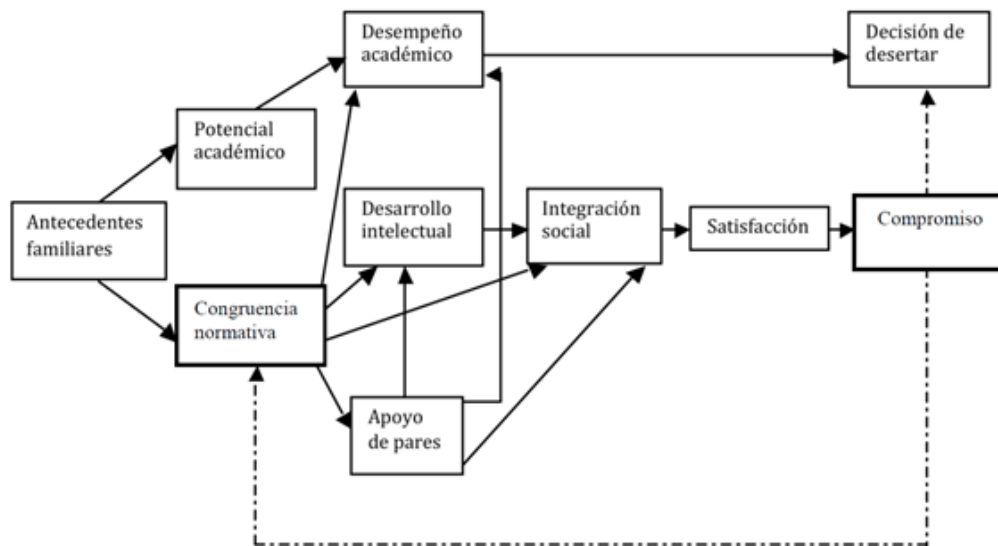 Desempeño
académico
Decisión de
desertar
Potencial
académico
Antecedentes
familiares
Desarrollo
intelectual
Integración
social
Satisfacción
Compromiso
Congruencia
normativa
Apoyo
de pares